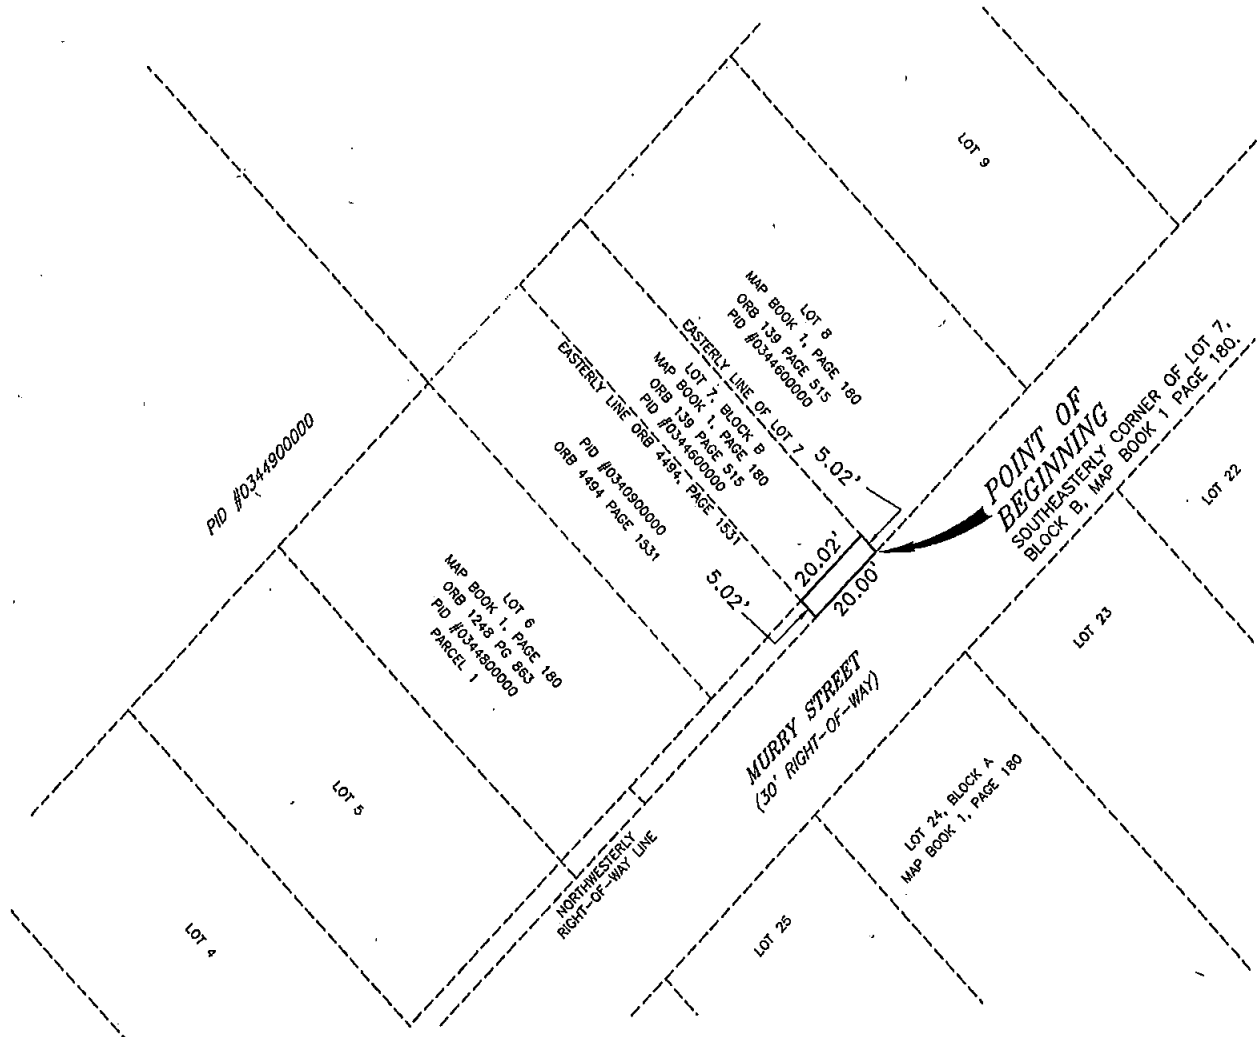 LOT 9
LOT 8
MAP BOOK 1, PAGE 180
ORB 139 PAGE 515
PID #0344600000
EASTERLY LINE OF LOT 7
LOT 7, BLOCK B
MAP BOOK 1, PAGE 180
ORB 139 PAGE 515
PID #0344600000
EASTERLY LINE ORB 4494, PAGE 1531
PID #0340900000
ORB 4494 PAGE 1531
PID #0344900000
LOT 6
MAP BOOK 1, PAGE 180
ORB 1248 PG 863
PID #0344800000
PARCEL 1
5.02'
20.02'
5.02'
20.00'
POINT OF
BEGINNING
SOUTHEASTERLY CORNER OF LOT 7,
BLOCK B, MAP BOOK 1 PAGE 180.
LOT 22
LOT 23
MURRY STREET
(30' RIGHT-OF-WAY)
LOT 24, BLOCK A
MAP BOOK 1, PAGE 180
LOT 5
NORTHWESTERLY
RIGHT-OF-WAY LINE
LOT 25
LOT 4